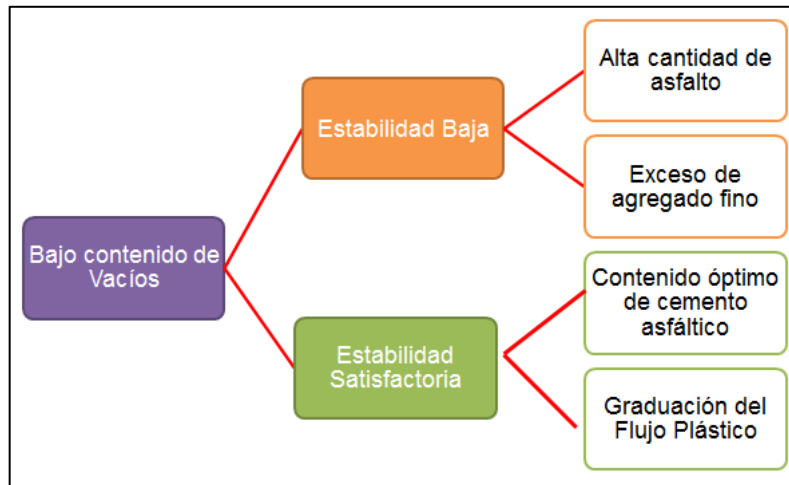 Bajo contenido de
Vacíos
Estabilidad Baja
Alta cantidad de
asfalto
Exceso de
agregado fino
Estabilidad
Satisfactoria
Contenido óptimo
de cemento
asfáltico
Graduación del
Flujo Plástico